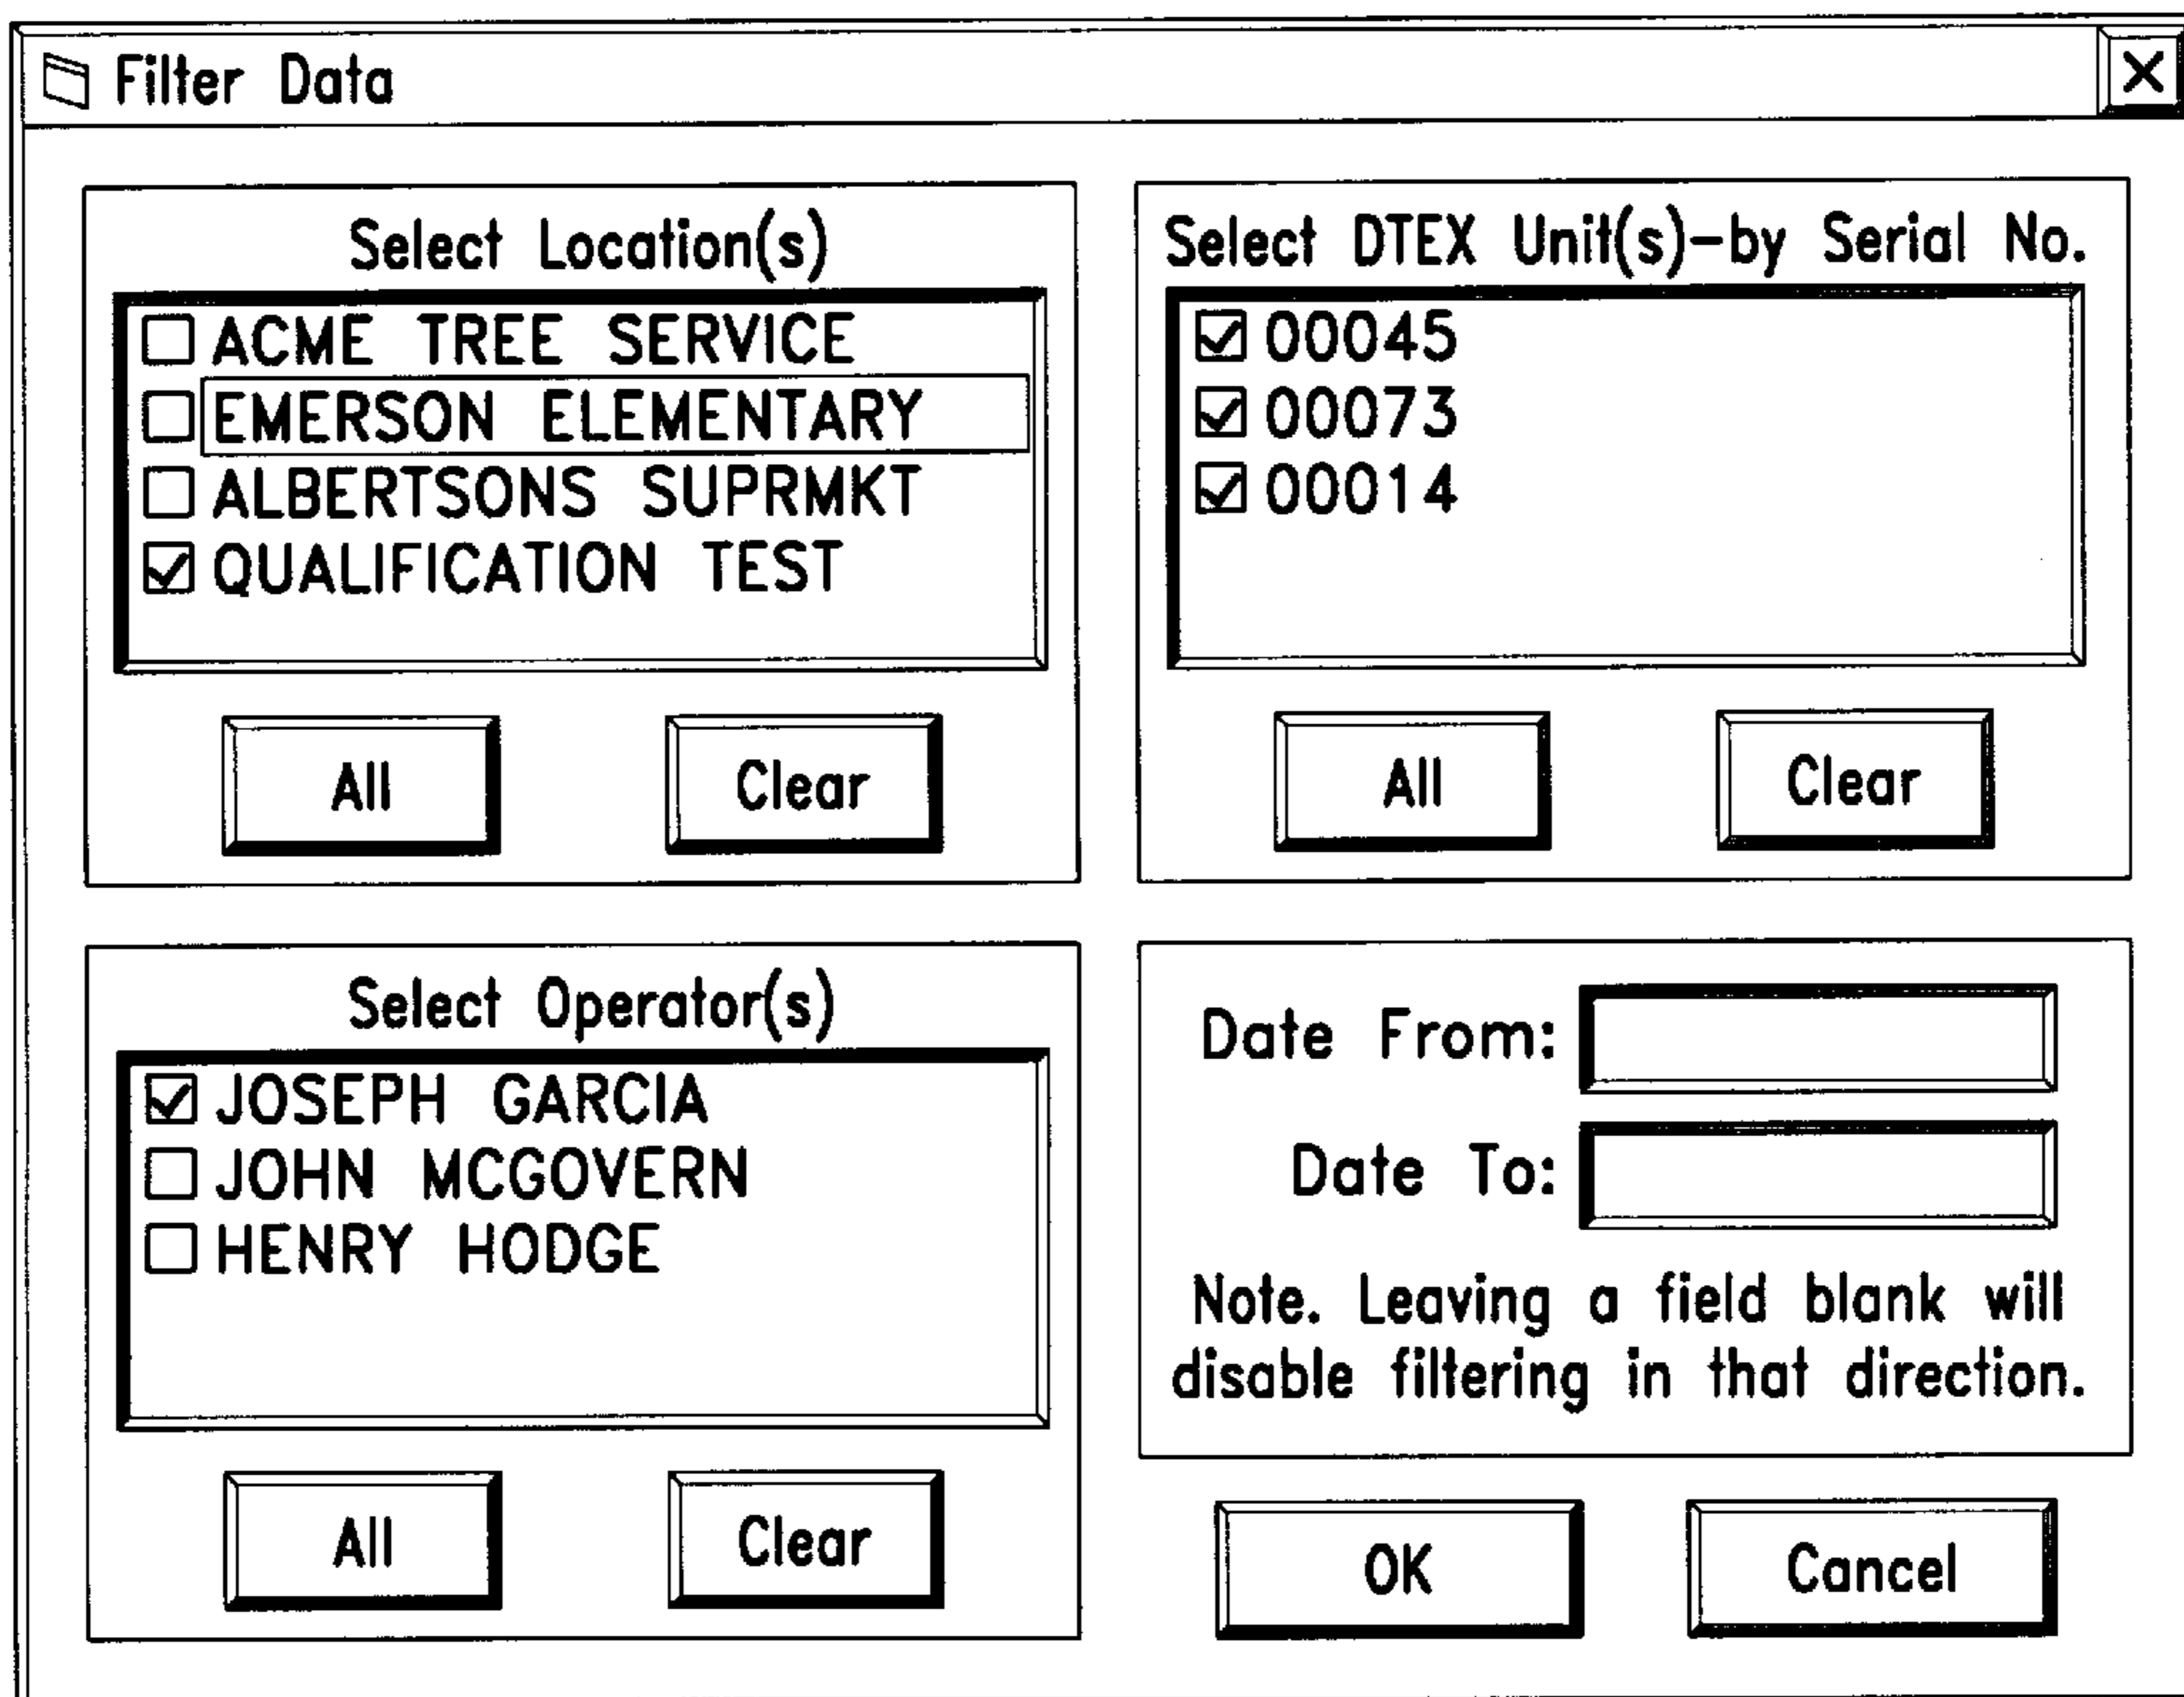 Filter Data
Select Location(s)
ACME TREE SERVICE
EMERSON ELEMENTARY
ALBERTSONS SUPRMKT
QUALIFICATION TEST
All Clear
Select DTEX Unit(s)-by Serial No.
00045
00073
00014
All Clear
Select Operator(s)
JOSEPH GARCIA
JOHN MCGOVERN
HENRY HODGE
All Clear
Date From:
Date To:
Note. Leaving a field blank will
disable filtering in that direction.
OK Cancel